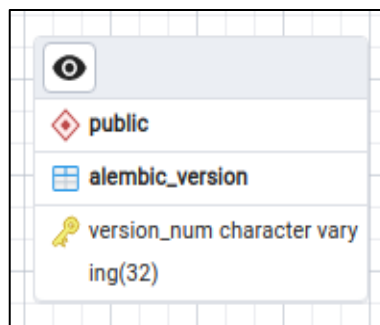 public
alembic_version
version_num character vary
ing(32)